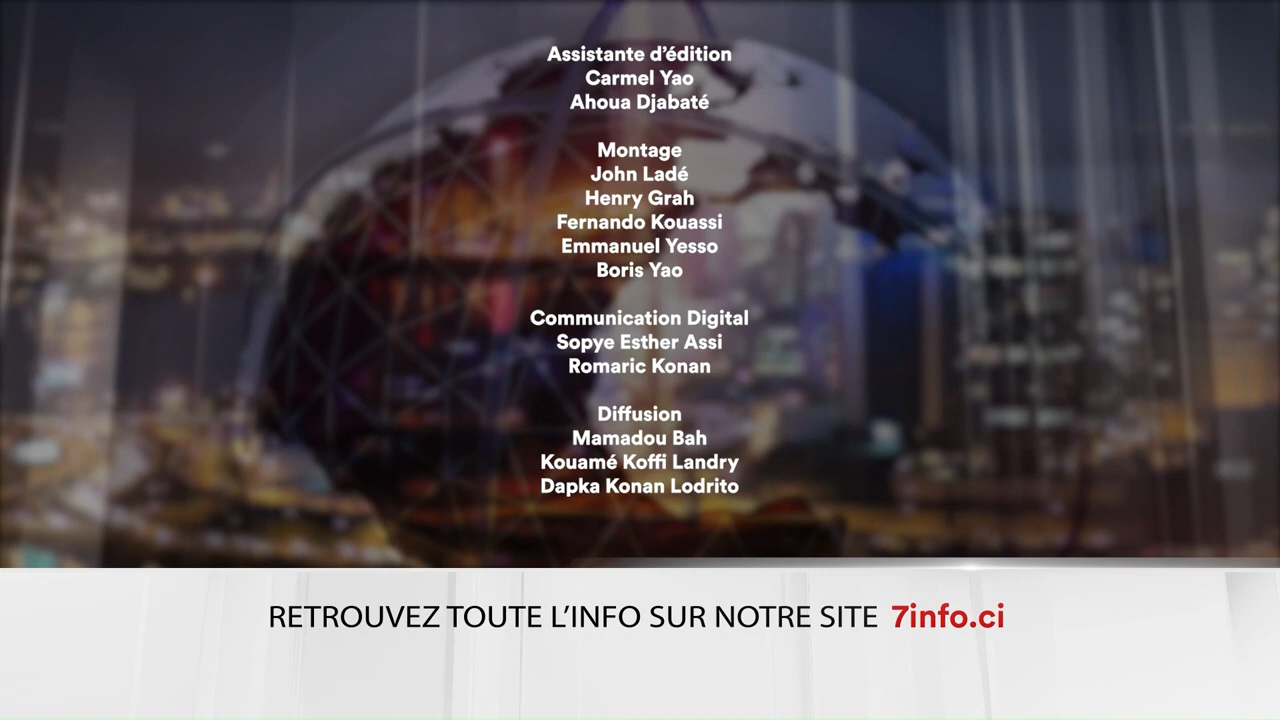 Assistante d’édition
Carmel Yao
Ahoua Djabaté
Montage
John Ladé
Henry Grah
Fernando Kouassi
Emmanuel Yesso
Boris Yao
Communication Digital
Sopye Esther Assi
Romaric Konan
Diffusion
Mamadou Bah
Kouamé Koffi Landry
Dapka Konan Lodrito
RETROUVEZ TOUTE L’INFO SUR NOTRE SITE 7info.ci